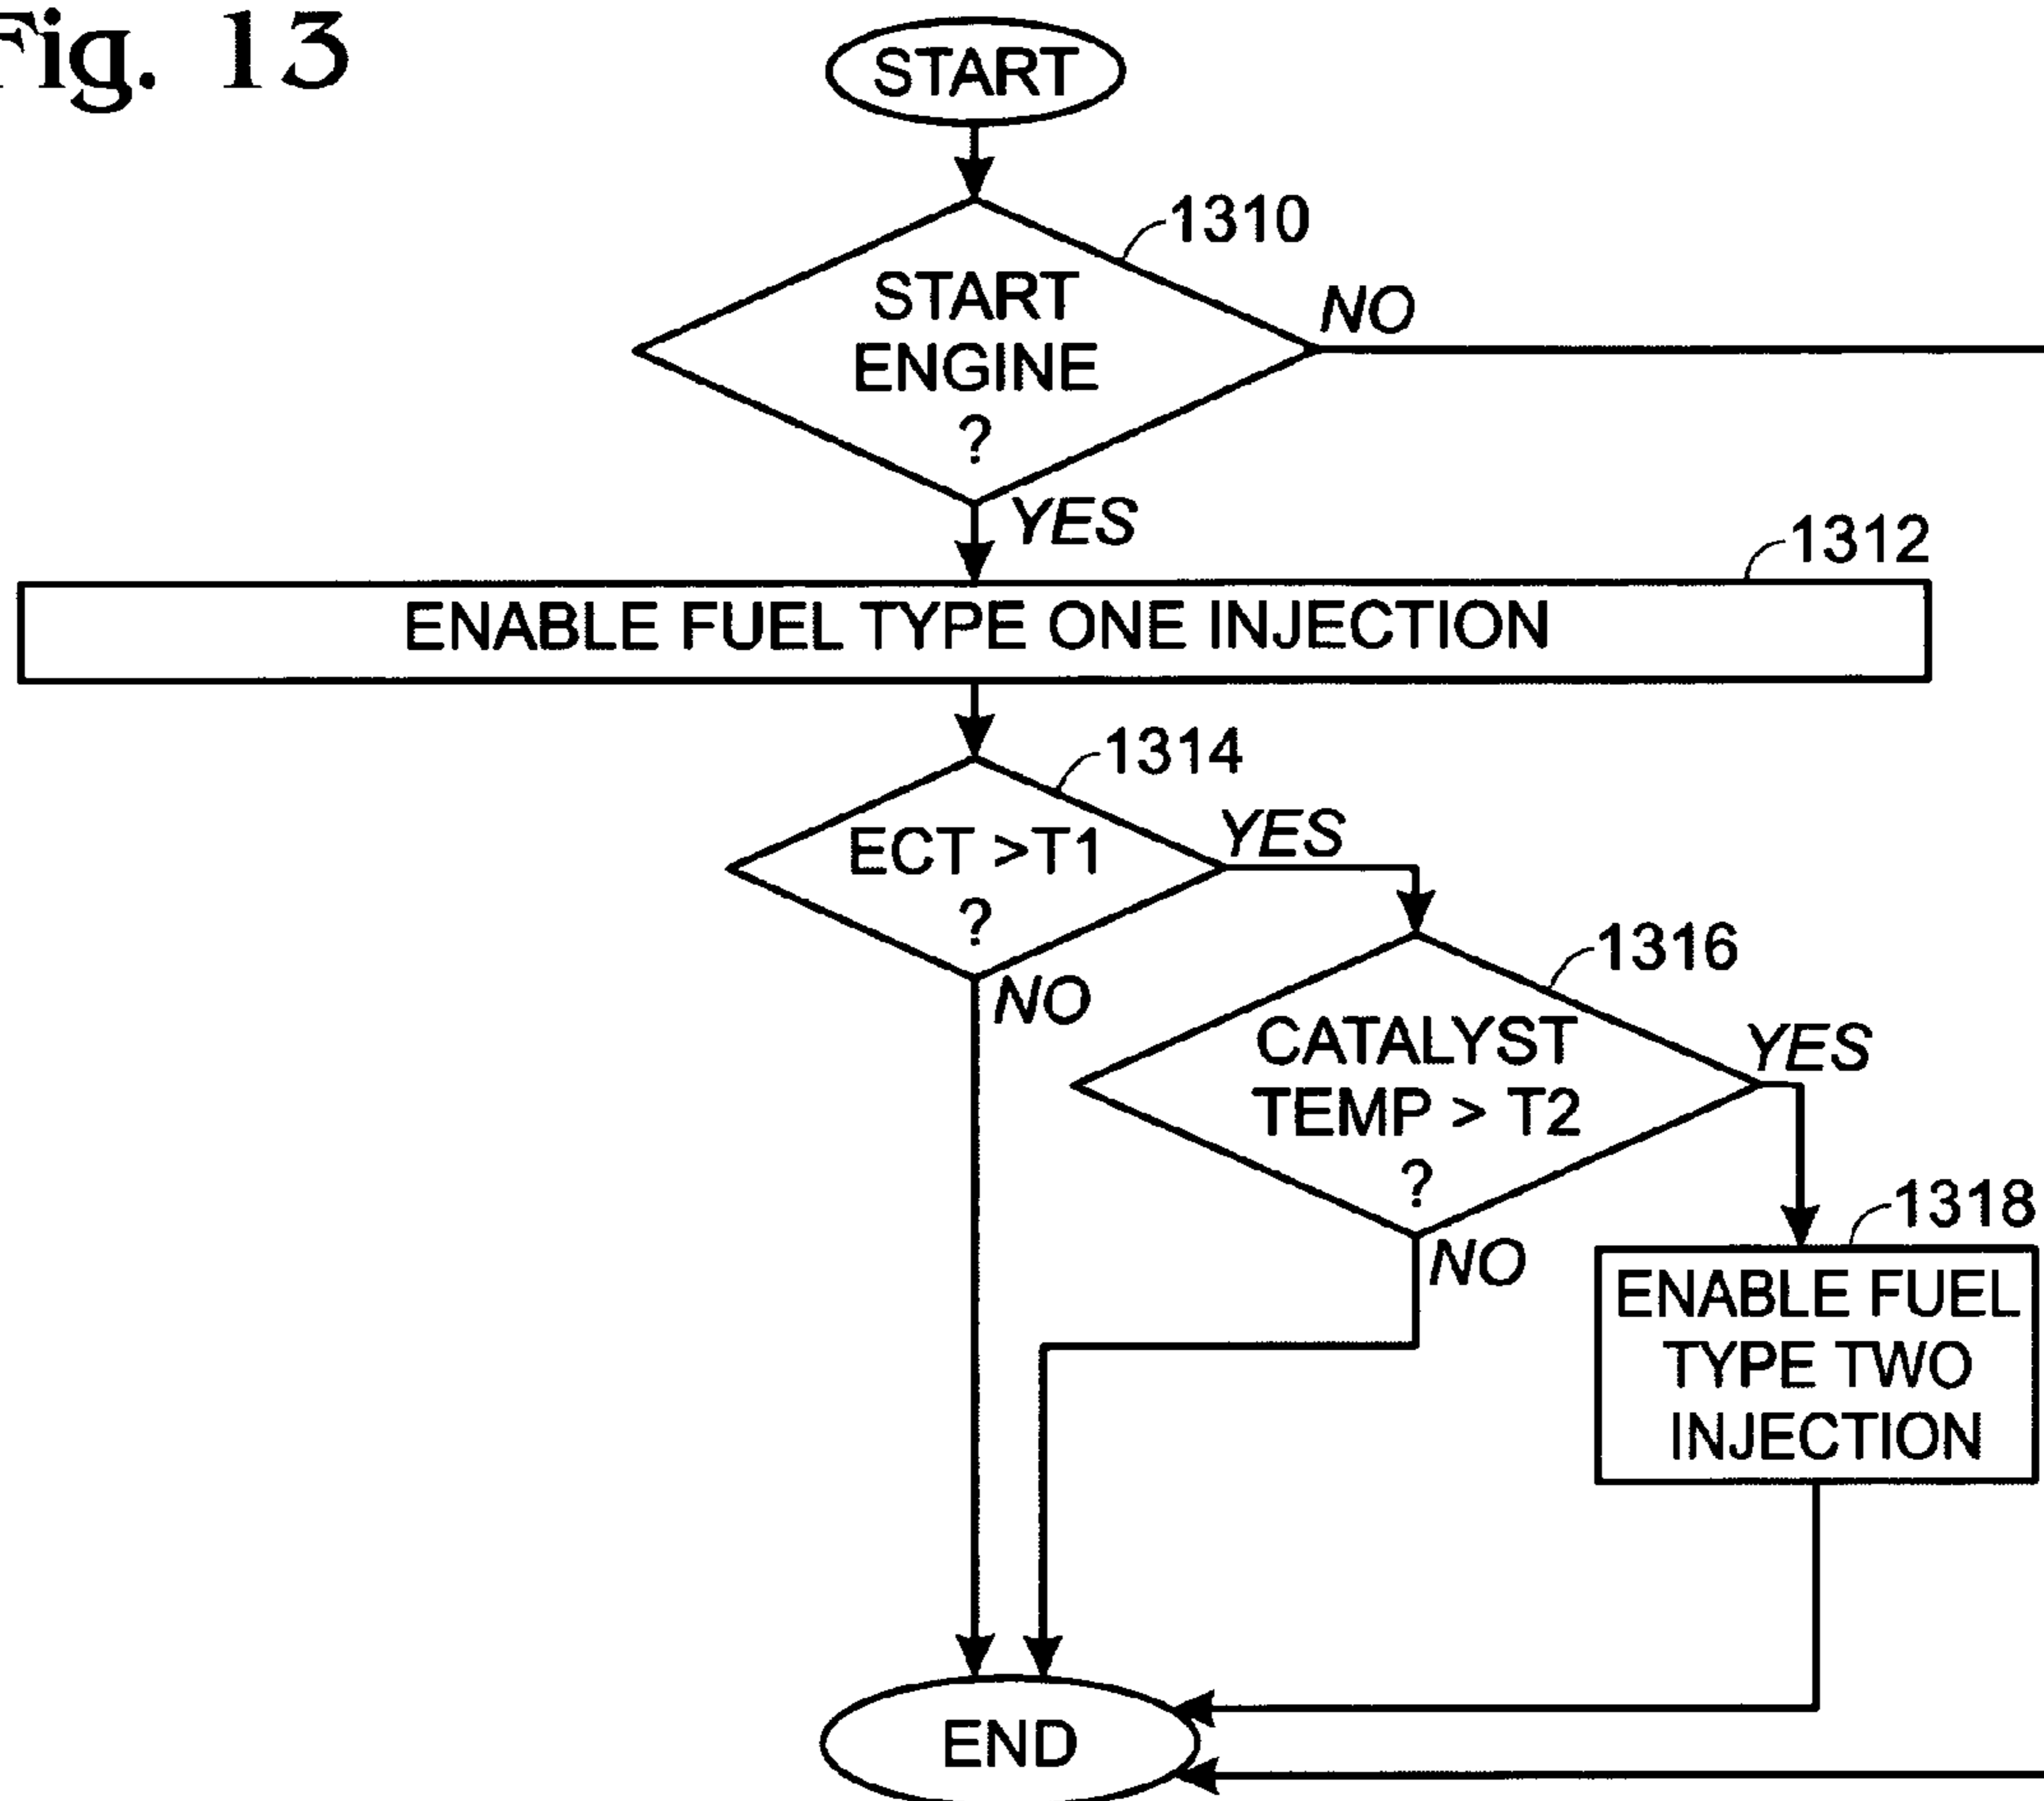 Fig. 13
START
1310
START
ENGINE
?
NO
YES
1312
ENABLE FUEL TYPE ONE INJECTION
1314
ECT >T1
?
YES
NO
1316
CATALYST
TEMP > T2
?
YES
NO
1318
ENABLE FUEL
TYPE TWO
INJECTION
END